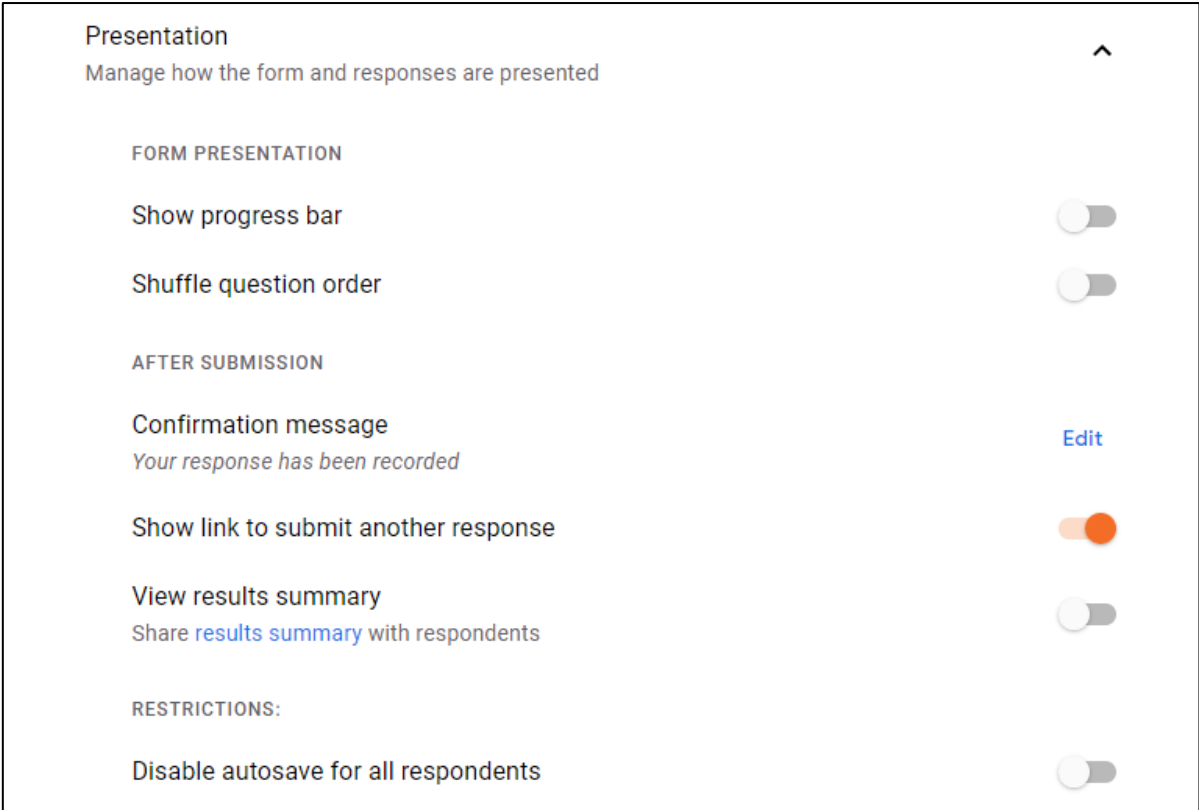 Presentation
Manage how the form and responses are presented
FORM PRESENTATION
Show progress bar
Shuffle question order
AFTER SUBMISSION
Confirmation message
Your response has been recorded
Edit
Show link to submit another response
View results summary
Share results summary with respondents
RESTRICTIONS:
Disable autosave for all respondents